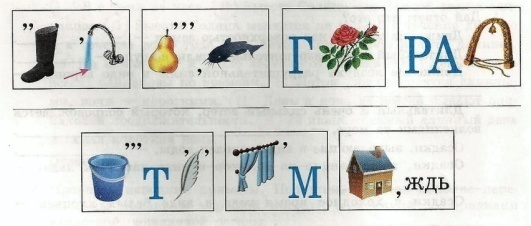 ,, , ,,, , Г РА
,,, Т , , М , ждь